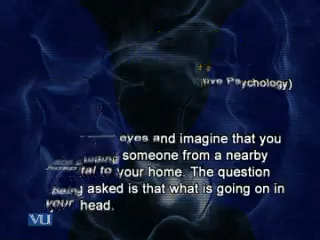 ive Psychology)
eyes and imagine that you
someone from a nearby
tal to your home. The question
being asked is that what is going on in
your head.
VU